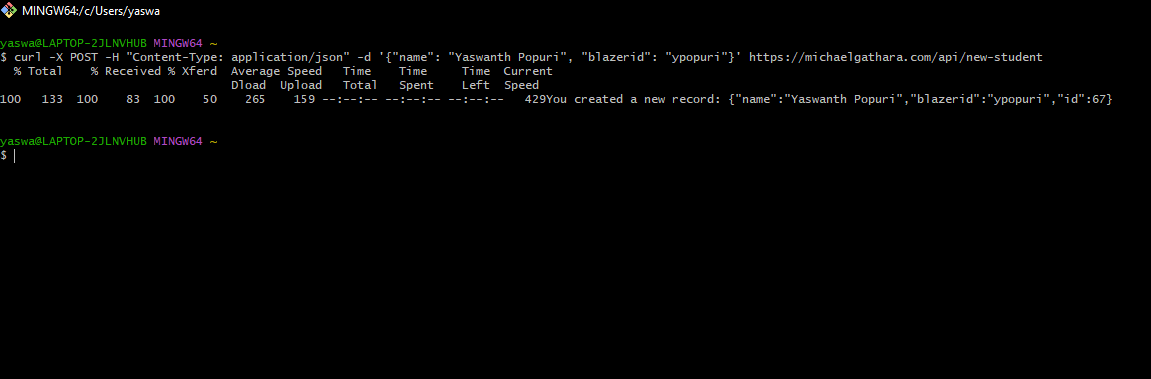 MINGW64:/c/Users/yaswa
yaswa@LAPTOP-2JLNVHUB MINGW64 ~
$ curl -X POST -H "Content-Type: application/json" -d '{"name": "Yaswanth Popuri", "blazerid": "ypopuri"}' https://michaelgathara.com/api/new-student
% Total % Received % Xferd Average Speed Time Time Time Current
Dload Upload Total Spent Left Speed
100 133 100 83 100 50 265 159 --:--:-- --:--:-- --:--:-- 429You created a new record: {"name":"Yaswanth Popuri","blazerid":"ypopuri","id":67}
yaswa@LAPTOP-2JLNVHUB MINGW64 ~
$